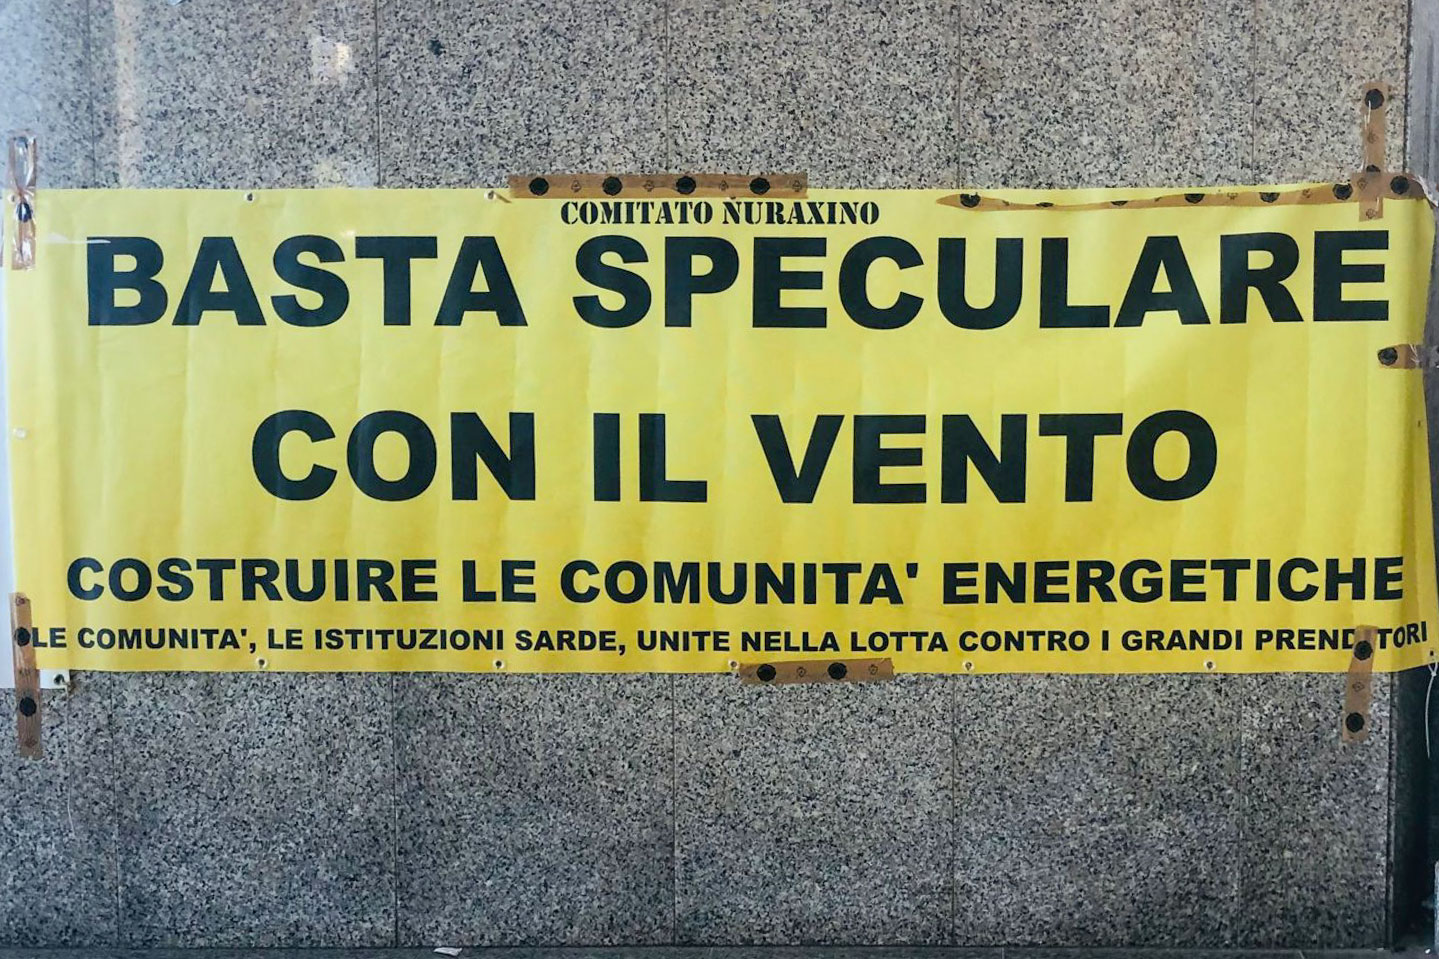 COMITATO NURAXINO
BASTA SPECULARE
CON IL VENTO
COSTRUIRE LE COMUNITA' ENERGETICHE
LE COMUNITA', LE ISTITUZIONI SARDE, UNITE NELLA LOTTA CONTRO I GRANDI PRENDITORI